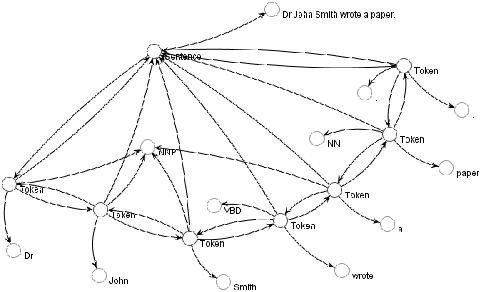 Dr John Smith wrote a paper.
Sentence
Token
.
.
Token
NN
NNP
paper
Token
Token
Token
VBD
a
Token
Token
Dr
wrote
John
Smith